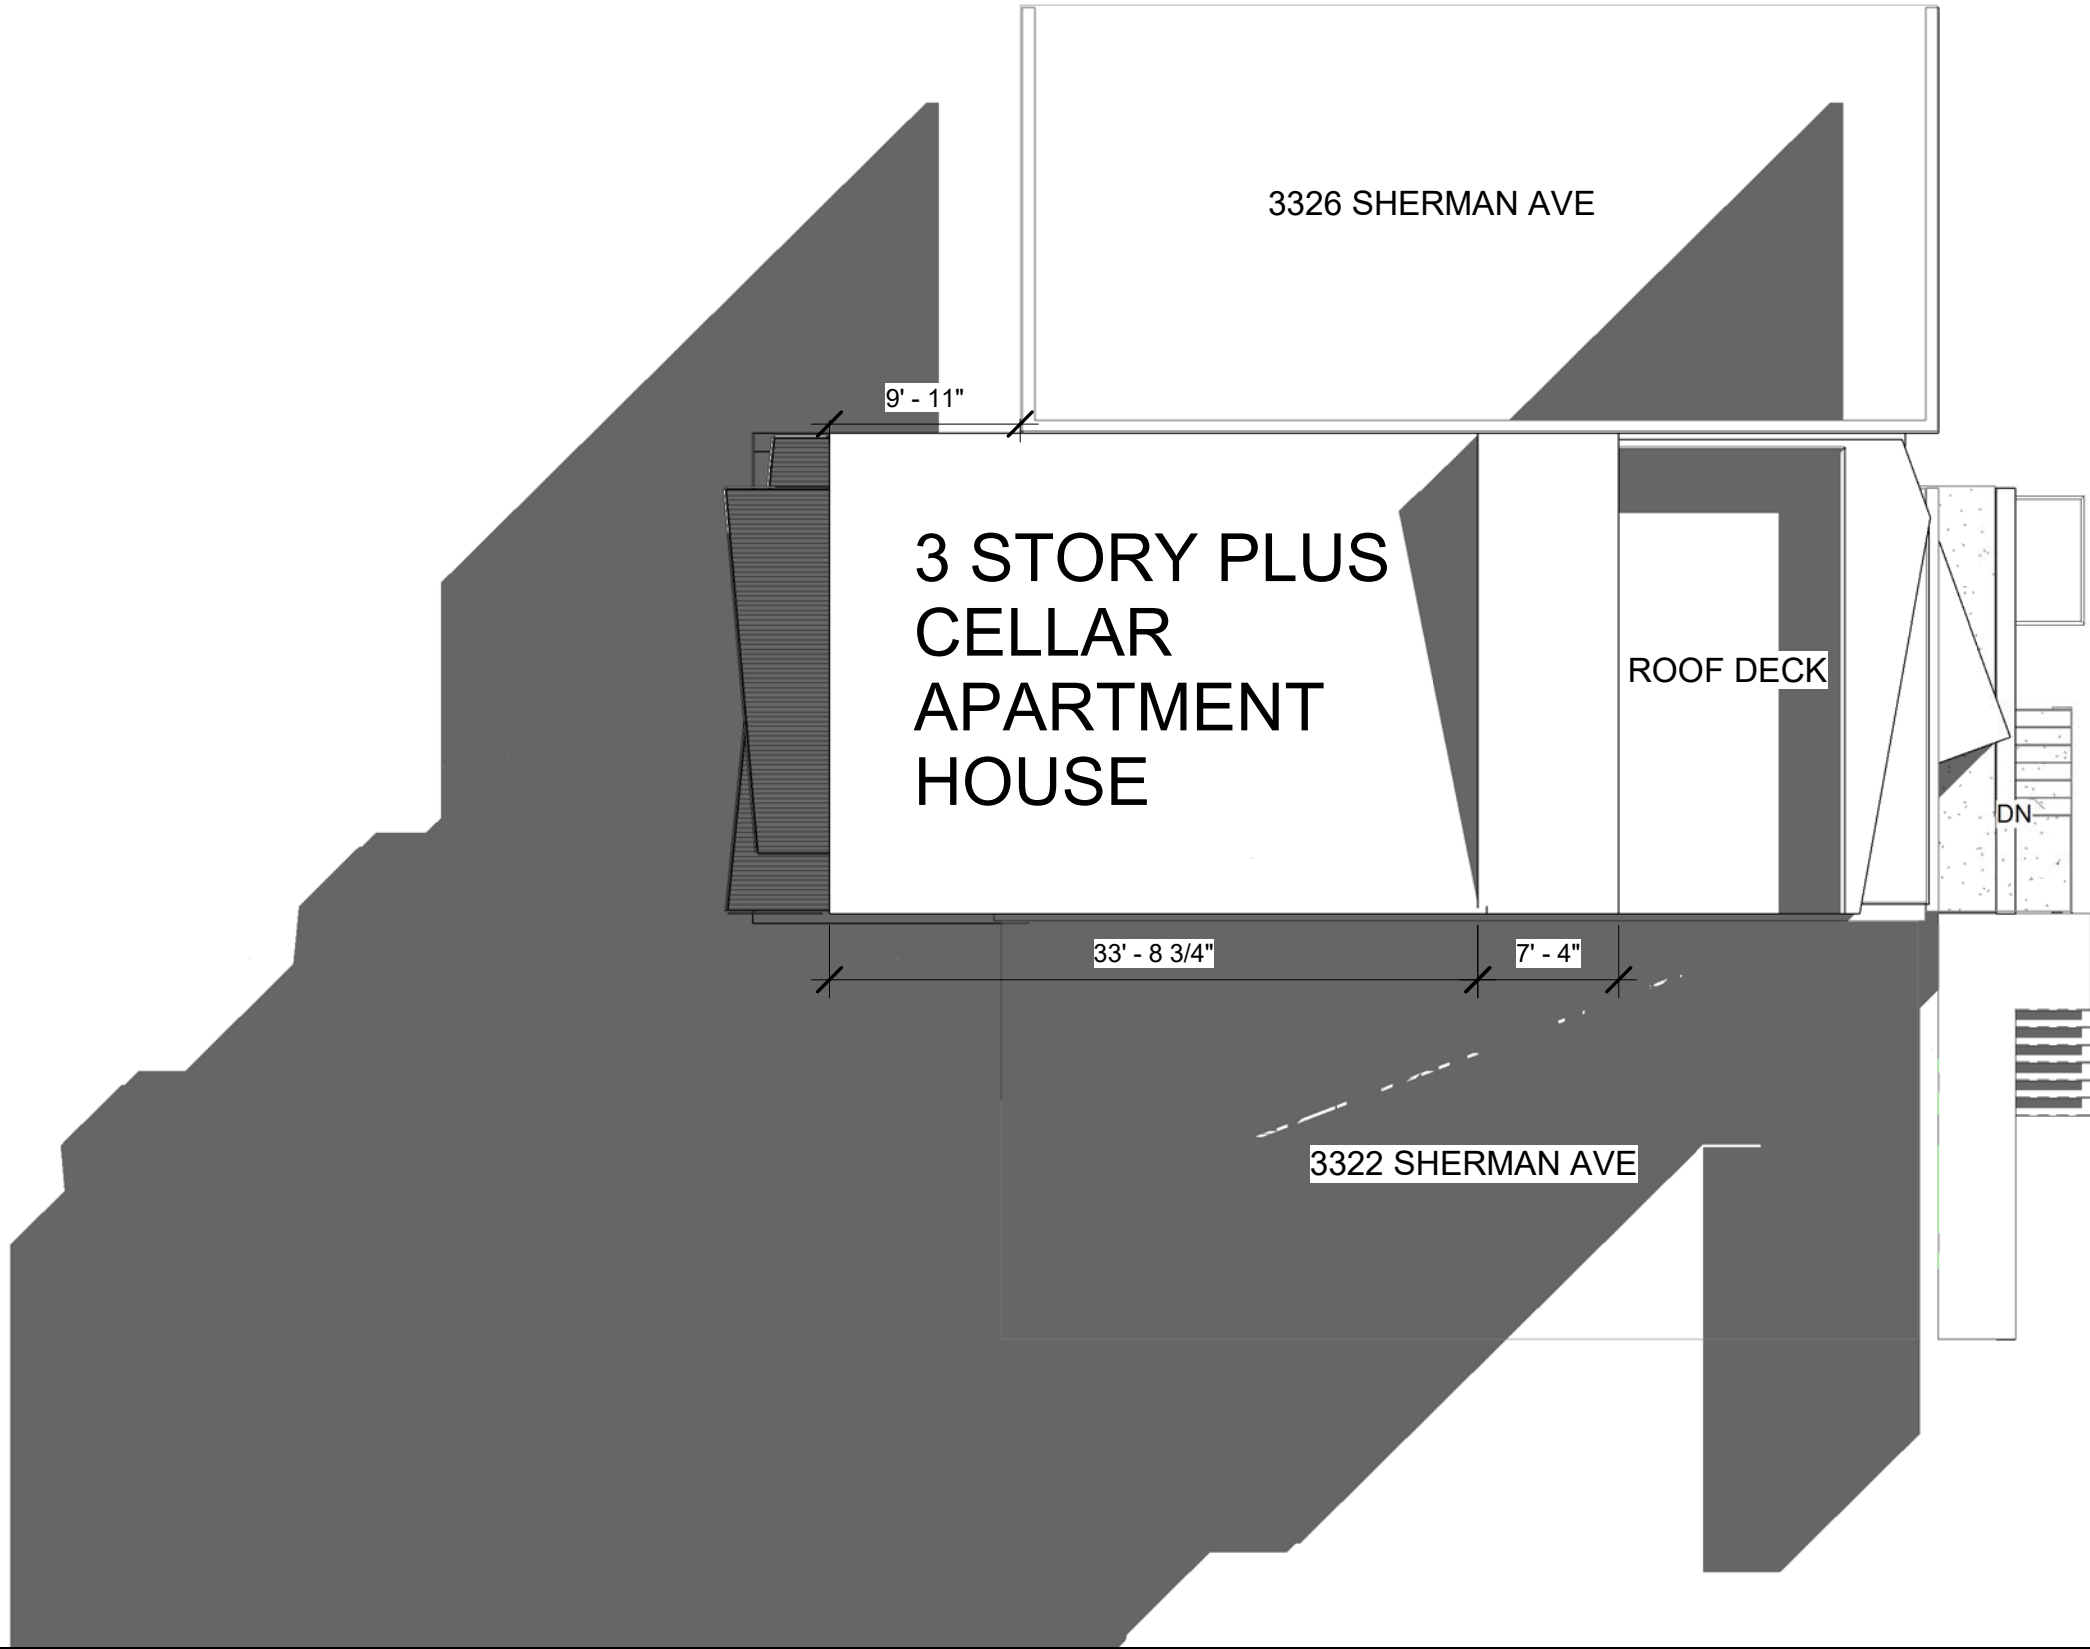 3326 SHERMAN AVE
9' - 11"
3 STORY PLUS
CELLAR
APARTMENT
HOUSE
ROOF DECK
DN
33' - 8 3/4"
7' - 4"
3322 SHERMAN AVE